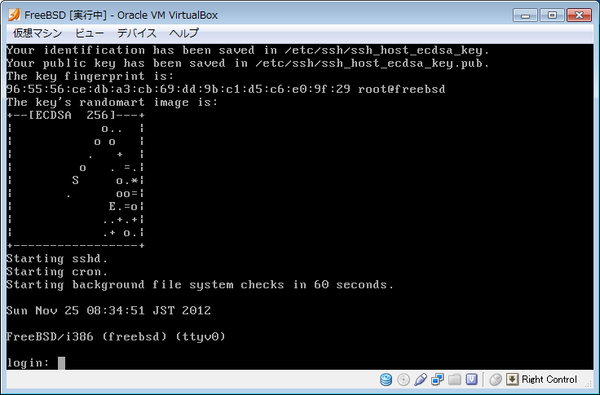 FreeBSD [実行中] - Oracle VM VirtualBox
仮想マシン ビュー デバイス ヘルプ
Your identification has been saved in /etc/ssh/ssh_host_ecdsa_key.
Your public key has been saved in /etc/ssh/ssh_host_ecdsa_key.pub.
The key fingerprint is:
96:55:56:ce:db:a3:cb:69:dd:9b:c1:d5:c6:e0:9f:29 root@freebsd
The key's randomart image is:
+--[ECDSA  256]---+
|           o..  |
|          o o   |
|         .   +  |
|        o   . =.|
|       S     o.*|
|      .      oo=|
|            E.=o|
|           ..+.+|
|           .+ o.|
+-----------------+
Starting sshd.
Starting cron.
Starting background file system checks in 60 seconds.
Sun Nov 25 08:34:51 JST 2012
FreeBSD/i386 (freebsd) (ttyv0)
login:
Right Control